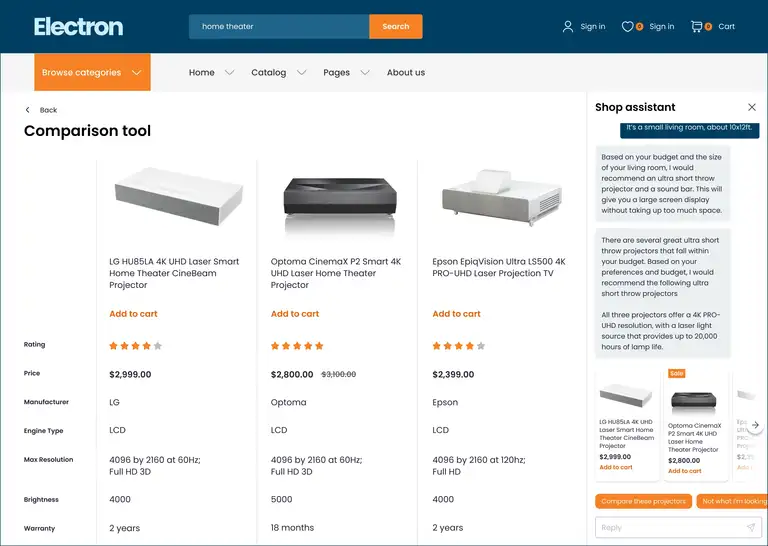 Electron
home theater
Search
Sign in
0
Sign in
0
Cart
Browse categories
Home
Catalog
Pages
About us
Back
Comparison tool
LG HU85LA 4K UHD Laser Smart
Home Theater CineBeam
Projector
Optoma CinemaX P2 Smart 4K
UHD Laser Home Theater
Projector
Epson EpiqVision Ultra LS500 4K
PRO-UHD Laser Projection TV
Add to cart
Add to cart
Add to cart
Rating
Price
$2,999.00
$2,800.00
$3,100.00
$2,399.00
Manufacturer
LG
Optoma
Epson
Engine Type
LCD
LCD
LCD
Max Resolution
4096 by 2160 at 60Hz;
Full HD 3D
4096 by 2160 at 60Hz;
Full HD 3D
4096 by 2160 at 120hz;
Full HD
Brightness
4000
5000
4000
Warranty
2 years
18 months
2 years
Shop assistant
It's a small living room, about 10x12ft.
Based on your budget and the size
of your living room, I would
recommend an ultra short throw
projector and a sound bar. This will
give you a large screen display
without taking up too much space.
There are several great ultra short
throw projectors that fall within
your budget. Based on your
preferences and budget, i would
recommend the following ultra
short throw projectors
All three projectors offer a 4K PRO-
UHD resolution, with a laser light
source that provides up to 20,000
hours of lamp life.
LG HU85LA 4K UHD
Laser Smart Home
Theater CineBeam
Projector
$2,999.00
Add to cart
Sale
Optoma CinemaX
P2 Smart 4K UHD
Laser Home
Theater Projector
$2,800.00
Add to cart
Compare these projectors
Not what i'm looking
Reply